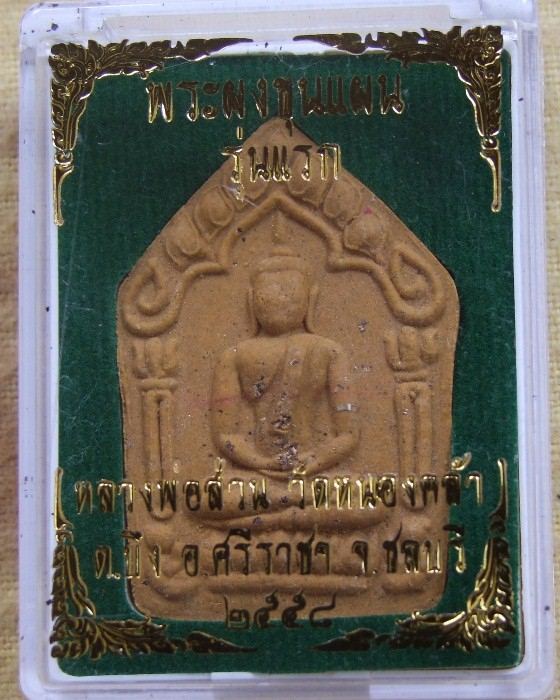 พระผงขุนแผน
รุ่นแรก
หลวงพ่อส่วน วัดหนองคล้า
ต.บึง อ.ศรีราชา จ.ชลบุรี
๒๕๕๘